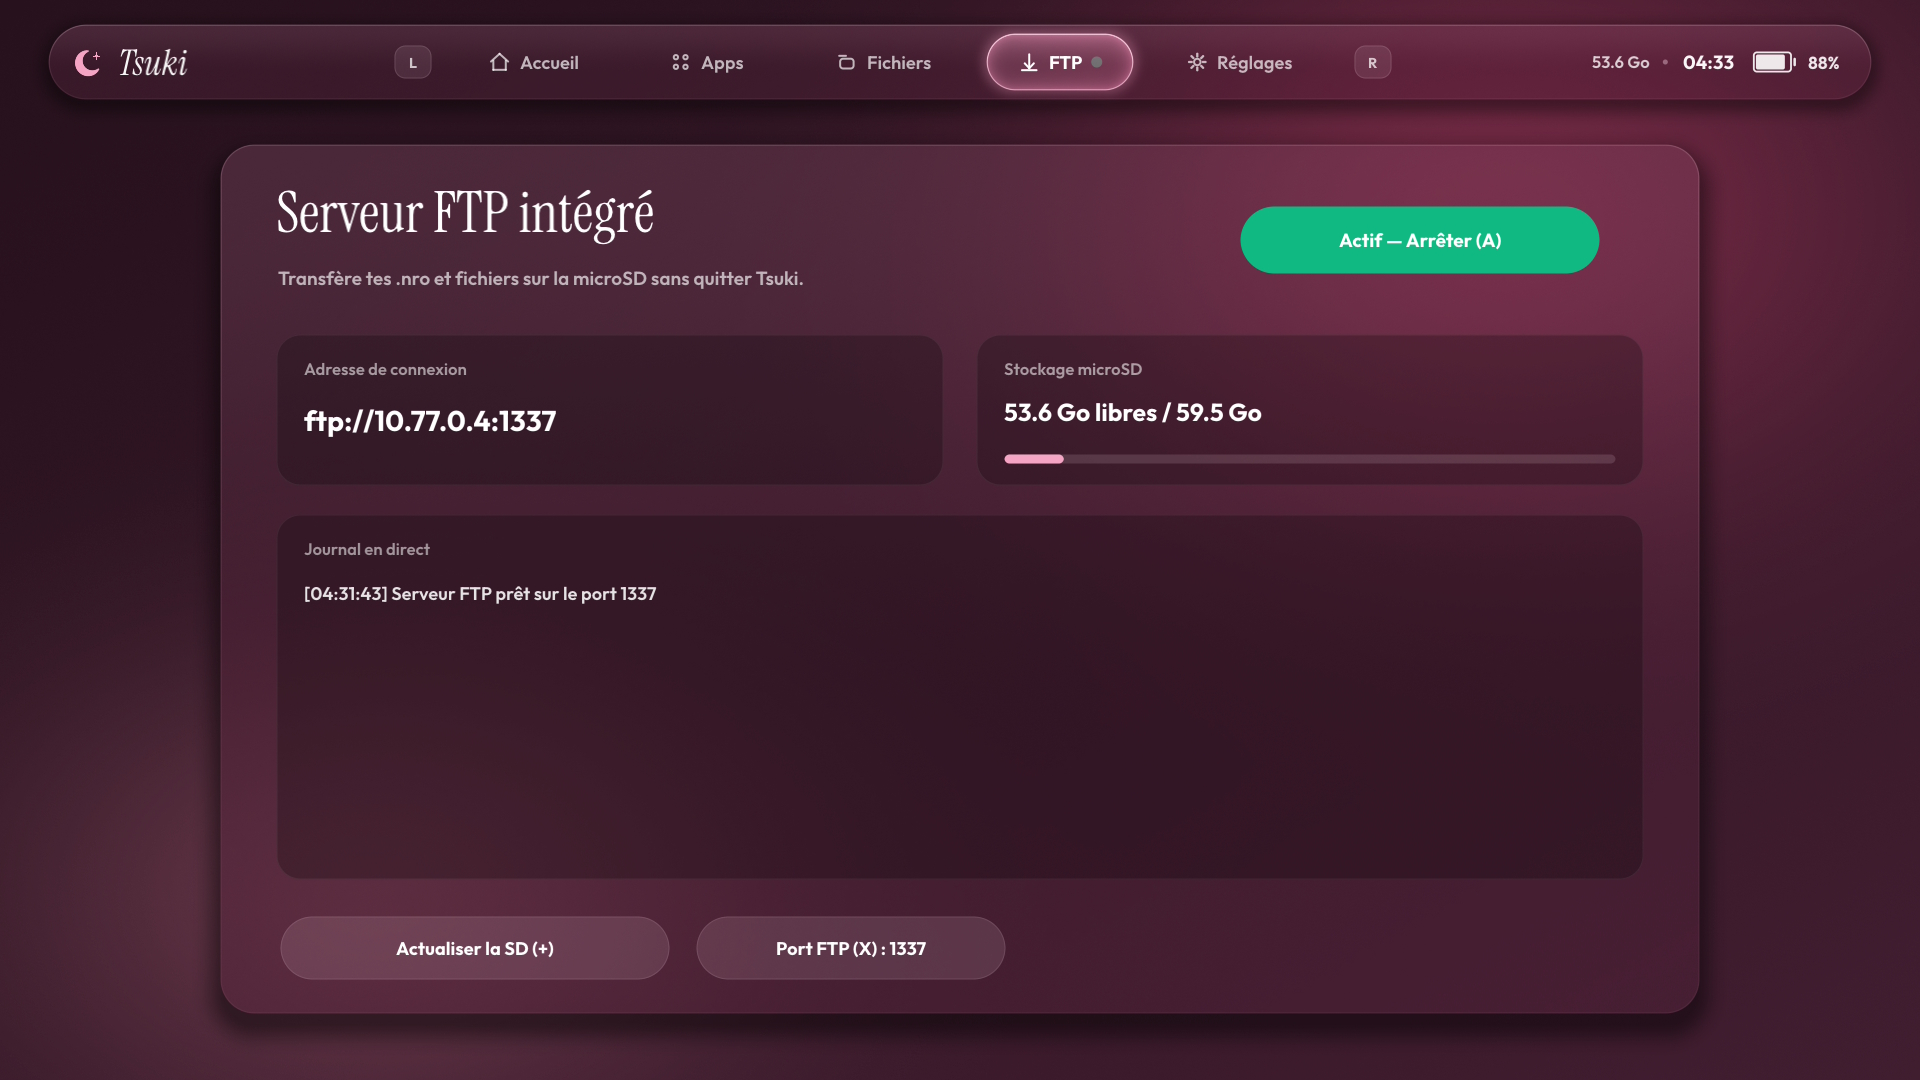 Tsuki
L
Accueil
Apps
Fichiers
FTP
Réglages
R
53.6 Go • 04:33 88%
Serveur FTP intégré
Actif — Arrêter (A)
Transfère tes .nro et fichiers sur la microSD sans quitter Tsuki.
Adresse de connexion
ftp://10.77.0.4:1337
Stockage microSD
53.6 Go libres / 59.5 Go
Journal en direct
[04:31:43] Serveur FTP prêt sur le port 1337
Actualiser la SD (+)
Port FTP (X) : 1337